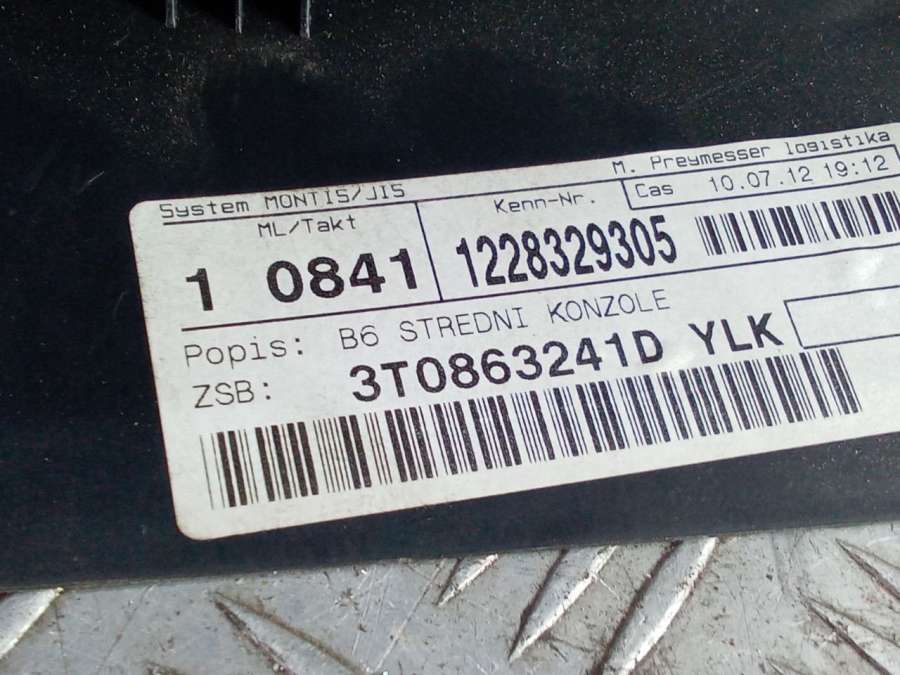 System MONTIS/JIS M. Preymesser logistika
ML/Takt Kenn-Nr. Cas 10.07.12 19:12
1 0841 1228329305
Popis: B6 STREDNI KONZOLE
ZSB: 3T0863241D YLK